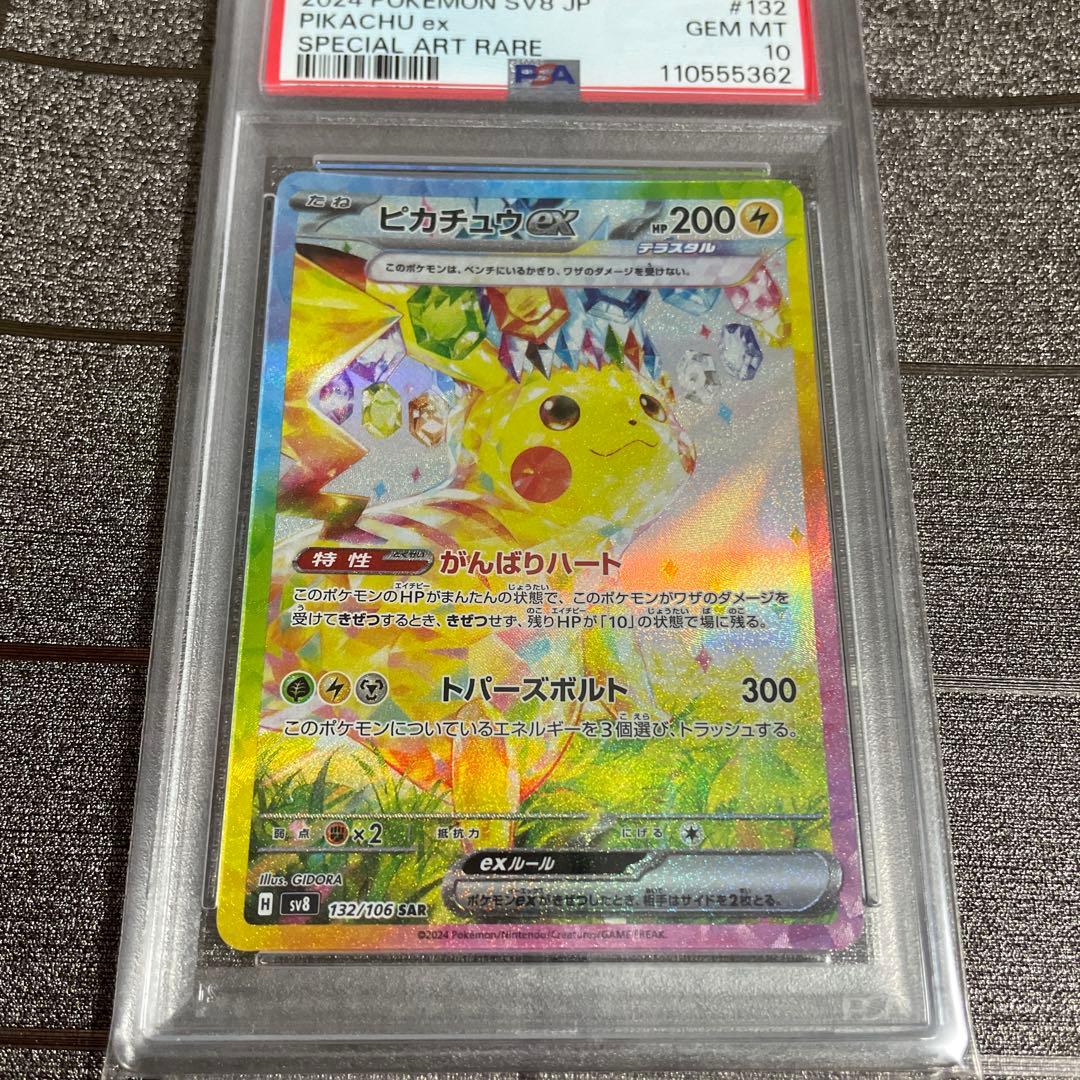 2024 POKEMON SV8 JP #132
PIKACHU ex GEM MT
SPECIAL ART RARE 10
PSA 110555362
たね ピカチュウex HP 200
テラスタル
このポケモンは、ベンチにいるかぎり、ワザのダメージを受けない。
特性 がんばりハート
このポケモンのHPがまんたんの状態で、このポケモンがワザのダメージを
受けてきぜつするとき、きぜつせず、残りHPが「10」の状態で場に残る。
トパーズボルト 300
このポケモンについているエネルギーを3個選び、トラッシュする。
弱点 ×2 抵抗力 にげる
exルール
ポケモンexがきぜつしたとき、相手はサイドを2枚とる。
Illus. GIDORA
H SV8 132/106 SAR
©2024 Pokémon/Nintendo/Creatures/GAME FREAK.
PSA